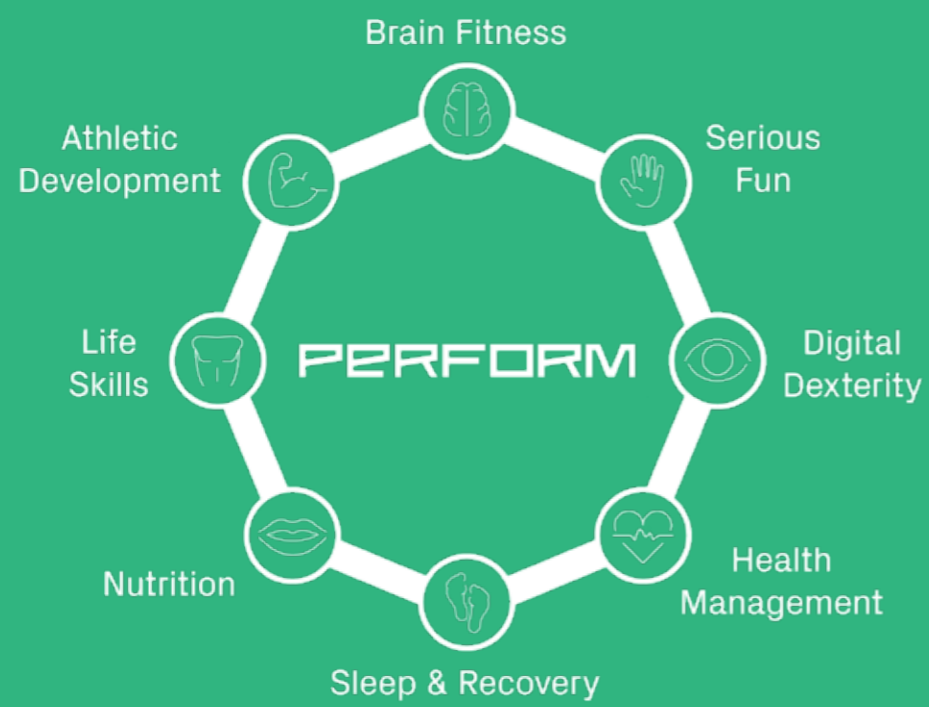 Brain Fitness
Athletic
Development
Serious
Fun
Life
Skills
PERFORM
Digital
Dexterity
Nutrition
Health
Management
Sleep & Recovery